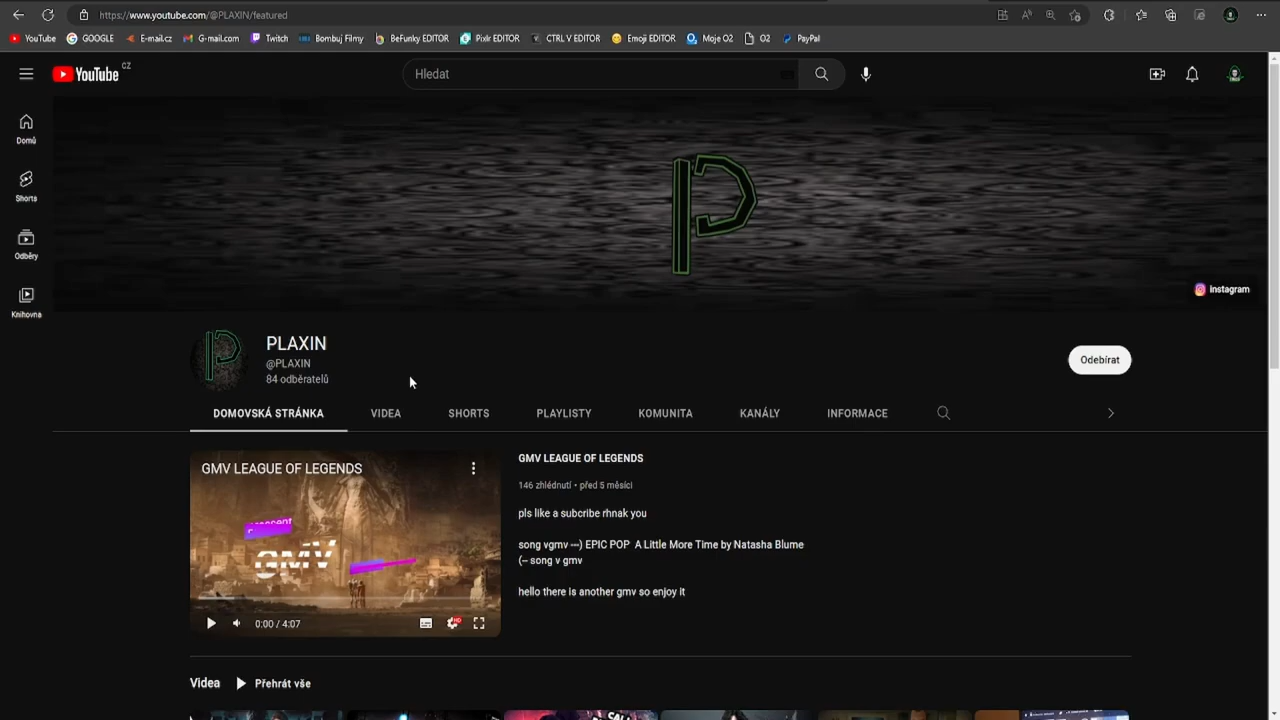 https://www.youtube.com/@PLAXIN/featured
YouTube
GOOGLE
E-mail.cz
G-mail.com
Twitch
Bombuj Filmy
BeFunky EDITOR
Pixlr EDITOR
CTRL V EDITOR
Emoji EDITOR
Moje O2
O2
PayPal
YouTube CZ
Hledat
Domů
Shorts
Odběry
Knihovna
P
instagram
PLAXIN
@PLAXIN
84 odběratelů
Odebírat
DOMOVSKÁ STRÁNKA
VIDEA
SHORTS
PLAYLISTY
KOMUNITA
KANÁLY
INFORMACE
GMV LEAGUE OF LEGENDS
GMV
0:00 / 4:07
HD
GMV LEAGUE OF LEGENDS
146 zhlédnutí • před 5 měsíci
pls like a subcribe rhnak you
song vgmv ---) EPIC POP A Little More Time by Natasha Blume
(-- song v gmv
hello there is another gmv so enjoy it
Videa
Přehrát vše